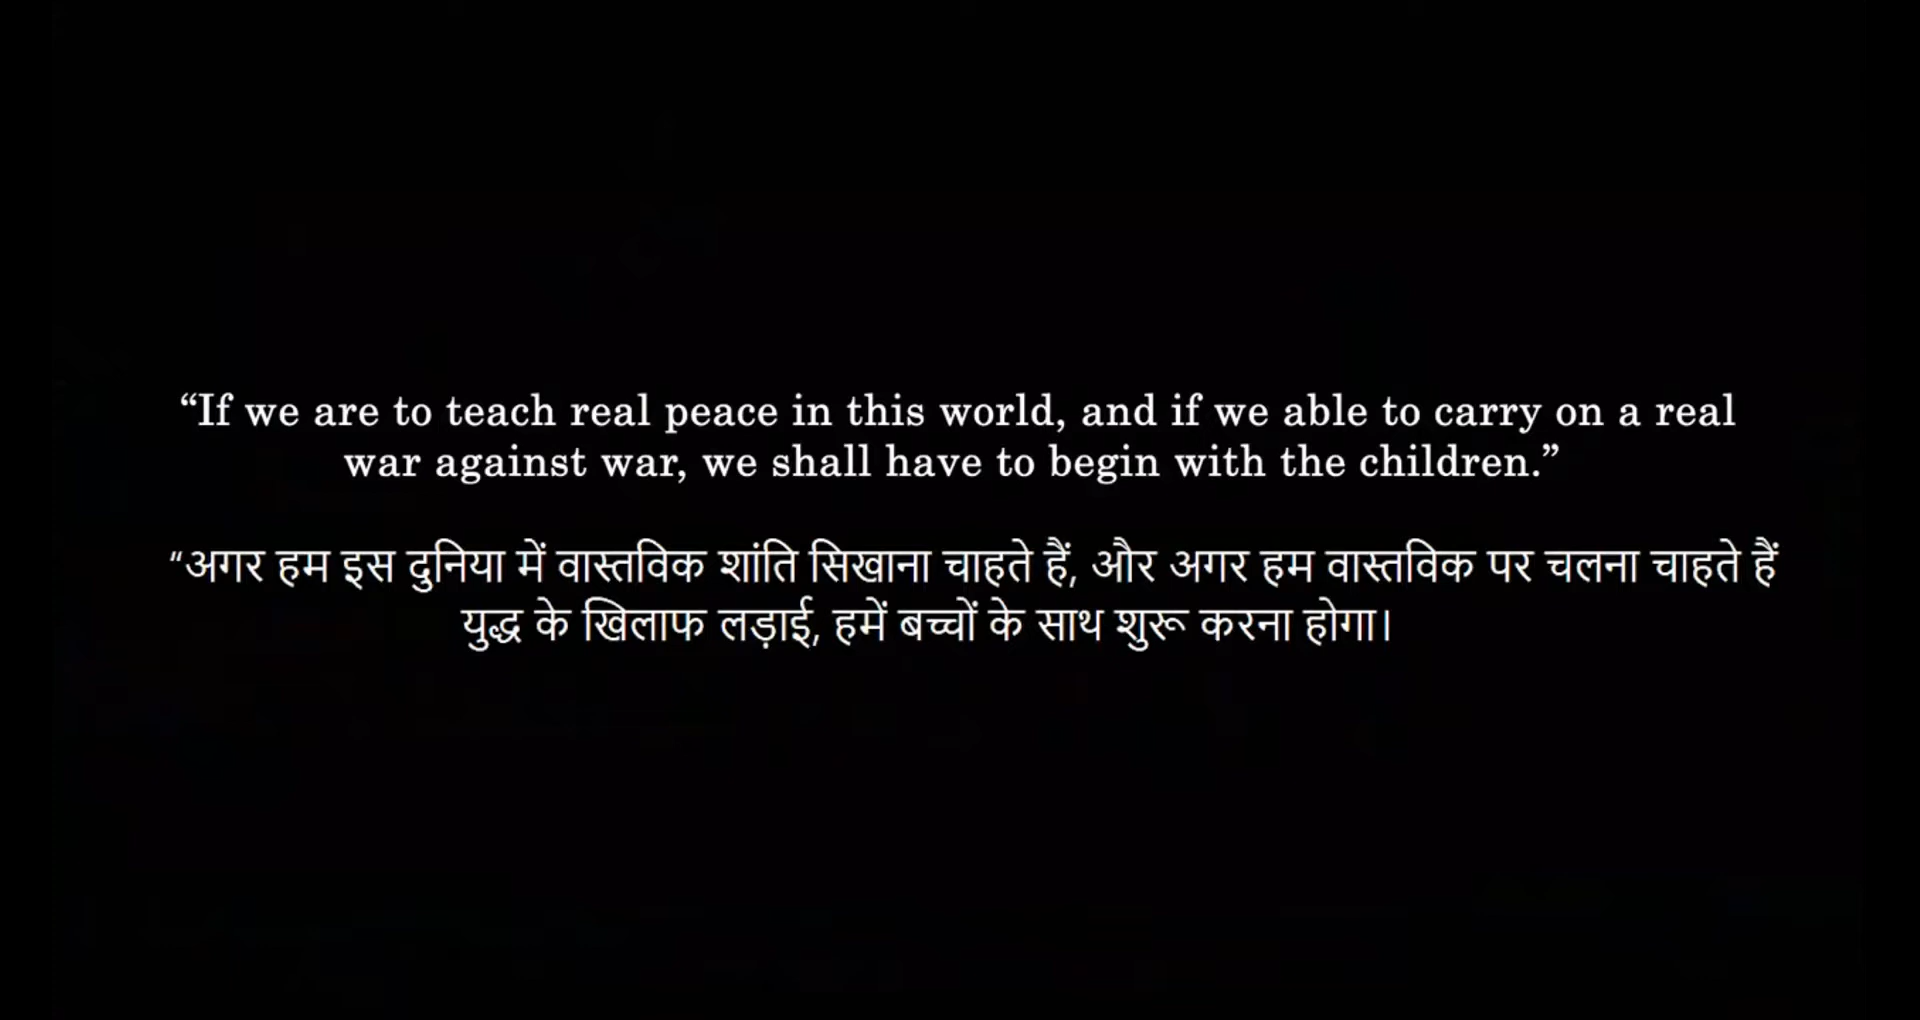 “If we are to teach real peace in this world, and if we able to carry on a real
war against war, we shall have to begin with the children.”
“अगर हम इस दुनिया में वास्तविक शांति सिखाना चाहते हैं, और अगर हम वास्तविक पर चलना चाहते हैं
युद्ध के खिलाफ लड़ाई, हमें बच्चों के साथ शुरू करना होगा।